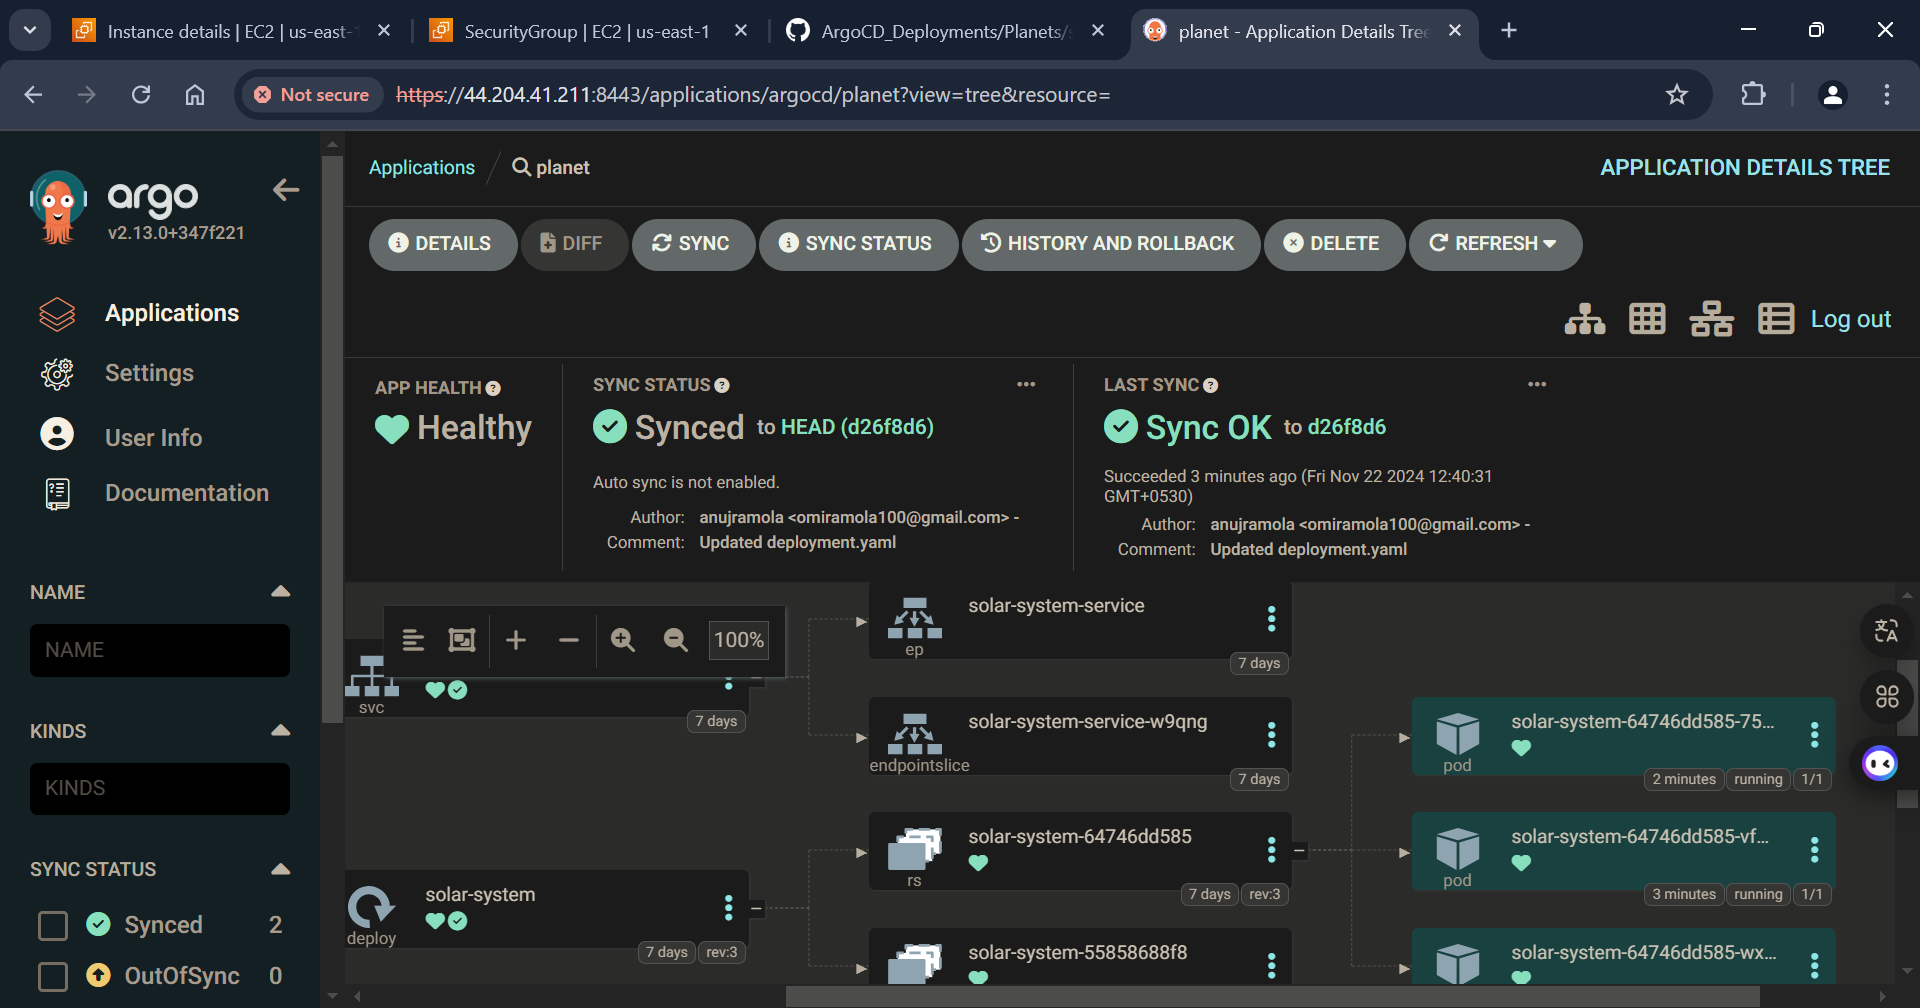 Instance details | EC2 | us-east-1
SecurityGroup | EC2 | us-east-1
ArgoCD_Deployments/Planets/s
planet - Application Details Tree
Not secure
https://44.204.41.211:8443/applications/argocd/planet?view=tree&resource=
argo
v2.13.0+347f221
Applications
Settings
User Info
Documentation
NAME
NAME
KINDS
KINDS
SYNC STATUS
Synced 2
OutOfSync 0
Applications / planet
APPLICATION DETAILS TREE
DETAILS
DIFF
SYNC
SYNC STATUS
HISTORY AND ROLLBACK
DELETE
REFRESH
Log out
APP HEALTH
Healthy
SYNC STATUS
Synced to HEAD (d26f8d6)
Auto sync is not enabled.
Author: anujramola <omiramola100@gmail.com> -
Comment: Updated deployment.yaml
LAST SYNC
Sync OK to d26f8d6
Succeeded 3 minutes ago (Fri Nov 22 2024 12:40:31
GMT+0530)
Author: anujramola <omiramola100@gmail.com> -
Comment: Updated deployment.yaml
100%
svc
7 days
solar-system-service
ep
7 days
solar-system-service-w9qng
endpointslice
7 days
solar-system-64746dd585-75...
pod
2 minutes running 1/1
solar-system-64746dd585
rs
7 days rev:3
solar-system-64746dd585-vf...
pod
3 minutes running 1/1
solar-system
deploy
7 days rev:3
solar-system-55858688f8
solar-system-64746dd585-wx...